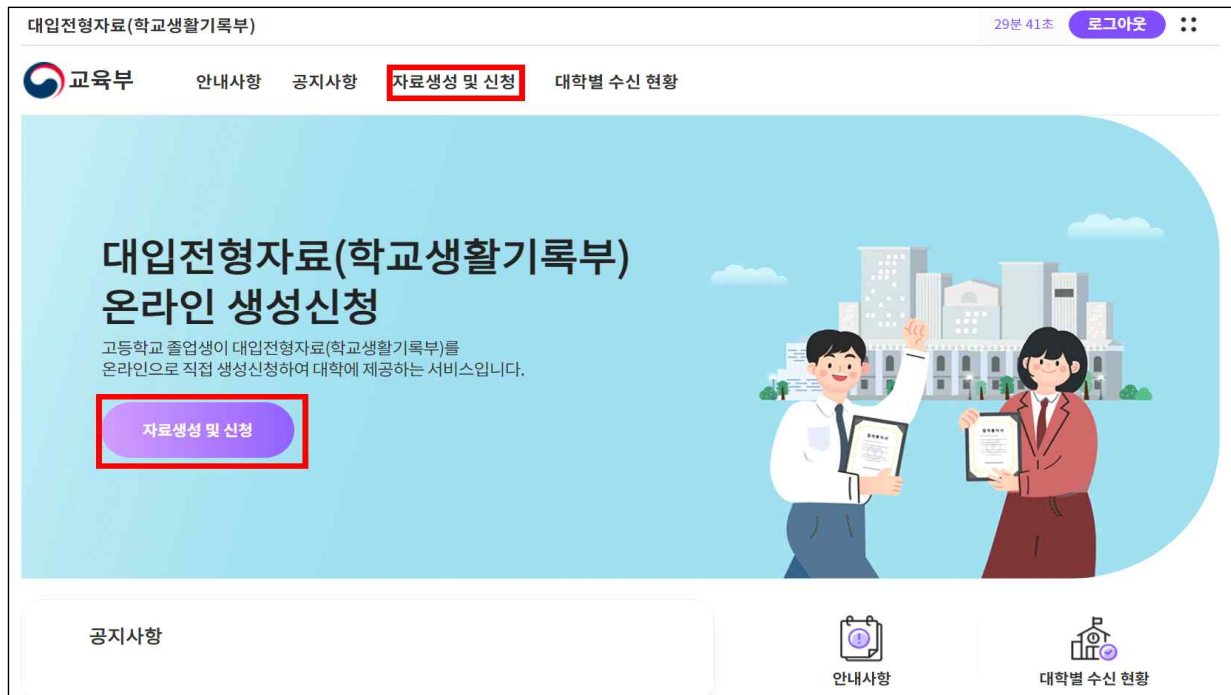 대입전형자료(학교생활기록부)
29분 41초
로그아웃
교육부
안내사항
공지사항
자료생성 및 신청
대학별 수신 현황
대입전형자료(학교생활기록부)
온라인 생성신청
고등학교 졸업생이 대입전형자료(학교생활기록부)를
온라인으로 직접 생성신청하여 대학에 제공하는 서비스입니다.
자료생성 및 신청
공지사항
안내사항
대학별 수신 현황